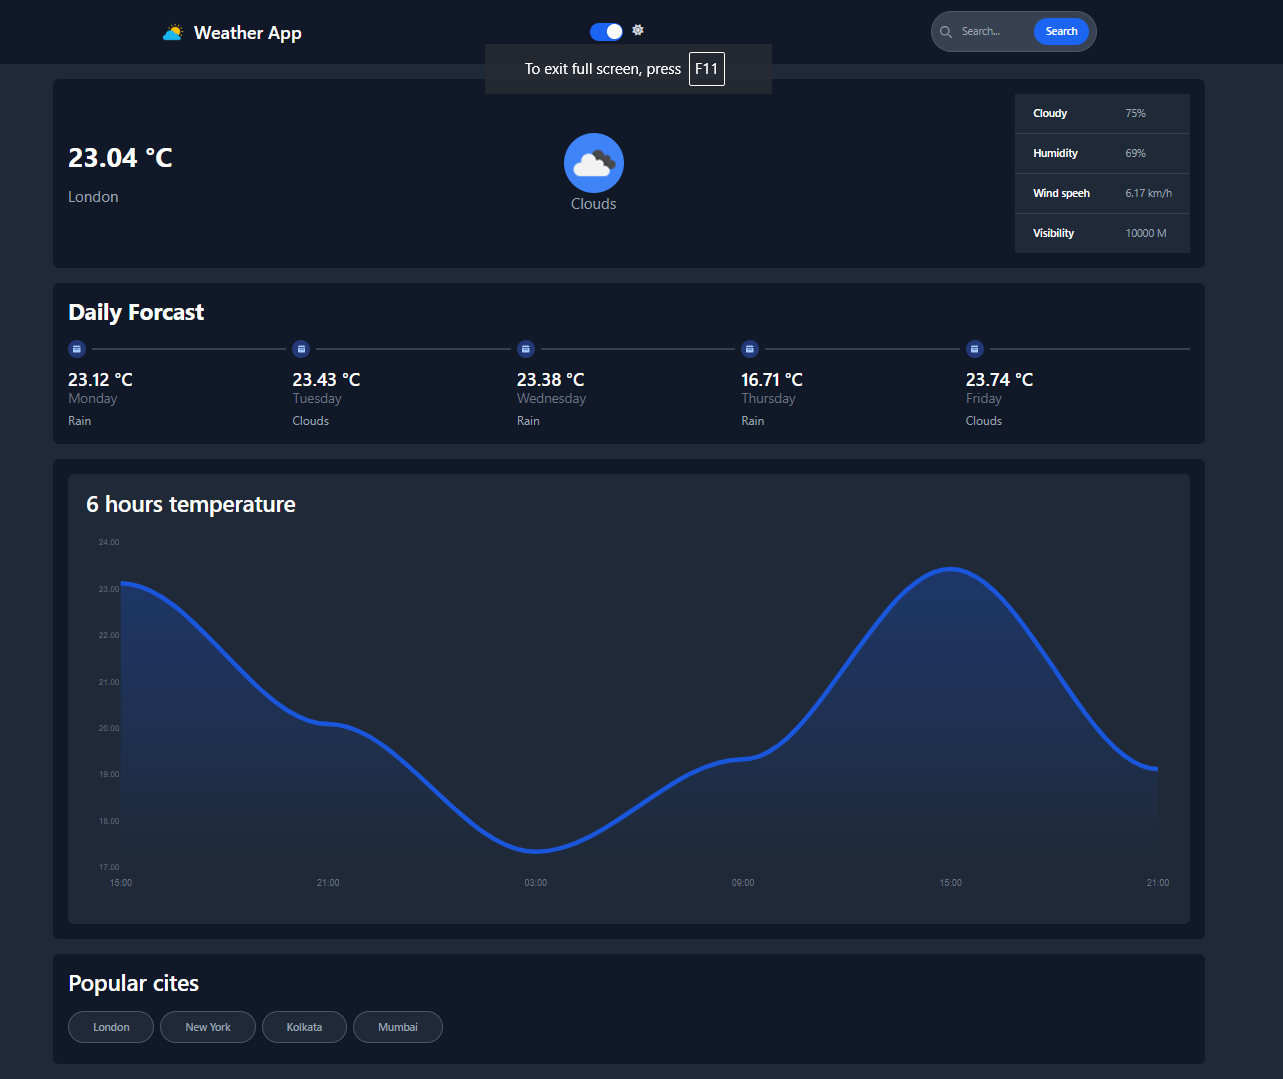 Weather App
Search...
Search
To exit full screen, press F11
23.04 °C
London
Clouds
Cloudy 75%
Humidity 69%
Wind speeh 6.17 km/h
Visibility 10000 M
Daily Forcast
23.12 °C
Monday
Rain
23.43 °C
Tuesday
Clouds
23.38 °C
Wednesday
Rain
16.71 °C
Thursday
Rain
23.74 °C
Friday
Clouds
6 hours temperature
24.00
23.00
22.00
21.00
20.00
19.00
18.00
17.00
15:00 21:00 03:00 09:00 15:00 21:00
Popular cites
London New York Kolkata Mumbai